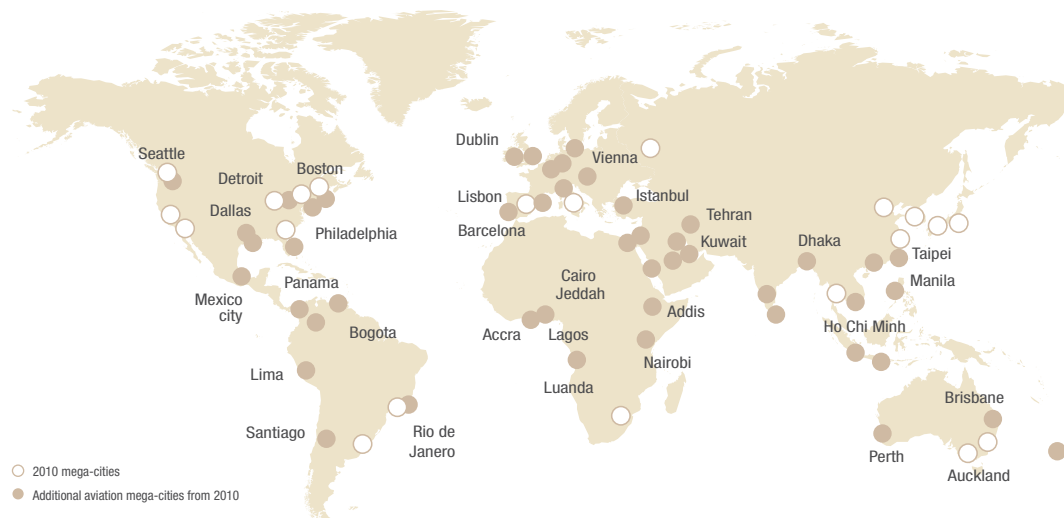 Dublin
Vienna
Seattle
Boston
Detroit
Lisbon
Istanbul
Dallas
Tehran
Barcelona
Philadelphia
Kuwait
Dhaka
Taipei
Cairo
Jeddah
Panama
Manila
Mexico
city
Addis
Bogota
Accra
Lagos
Ho Chi Minh
Nairobi
Lima
Luanda
Brisbane
Santiago
Rio de
Janero
Perth
2010 mega-cities
Auckland
Additional aviation mega-cities from 2010